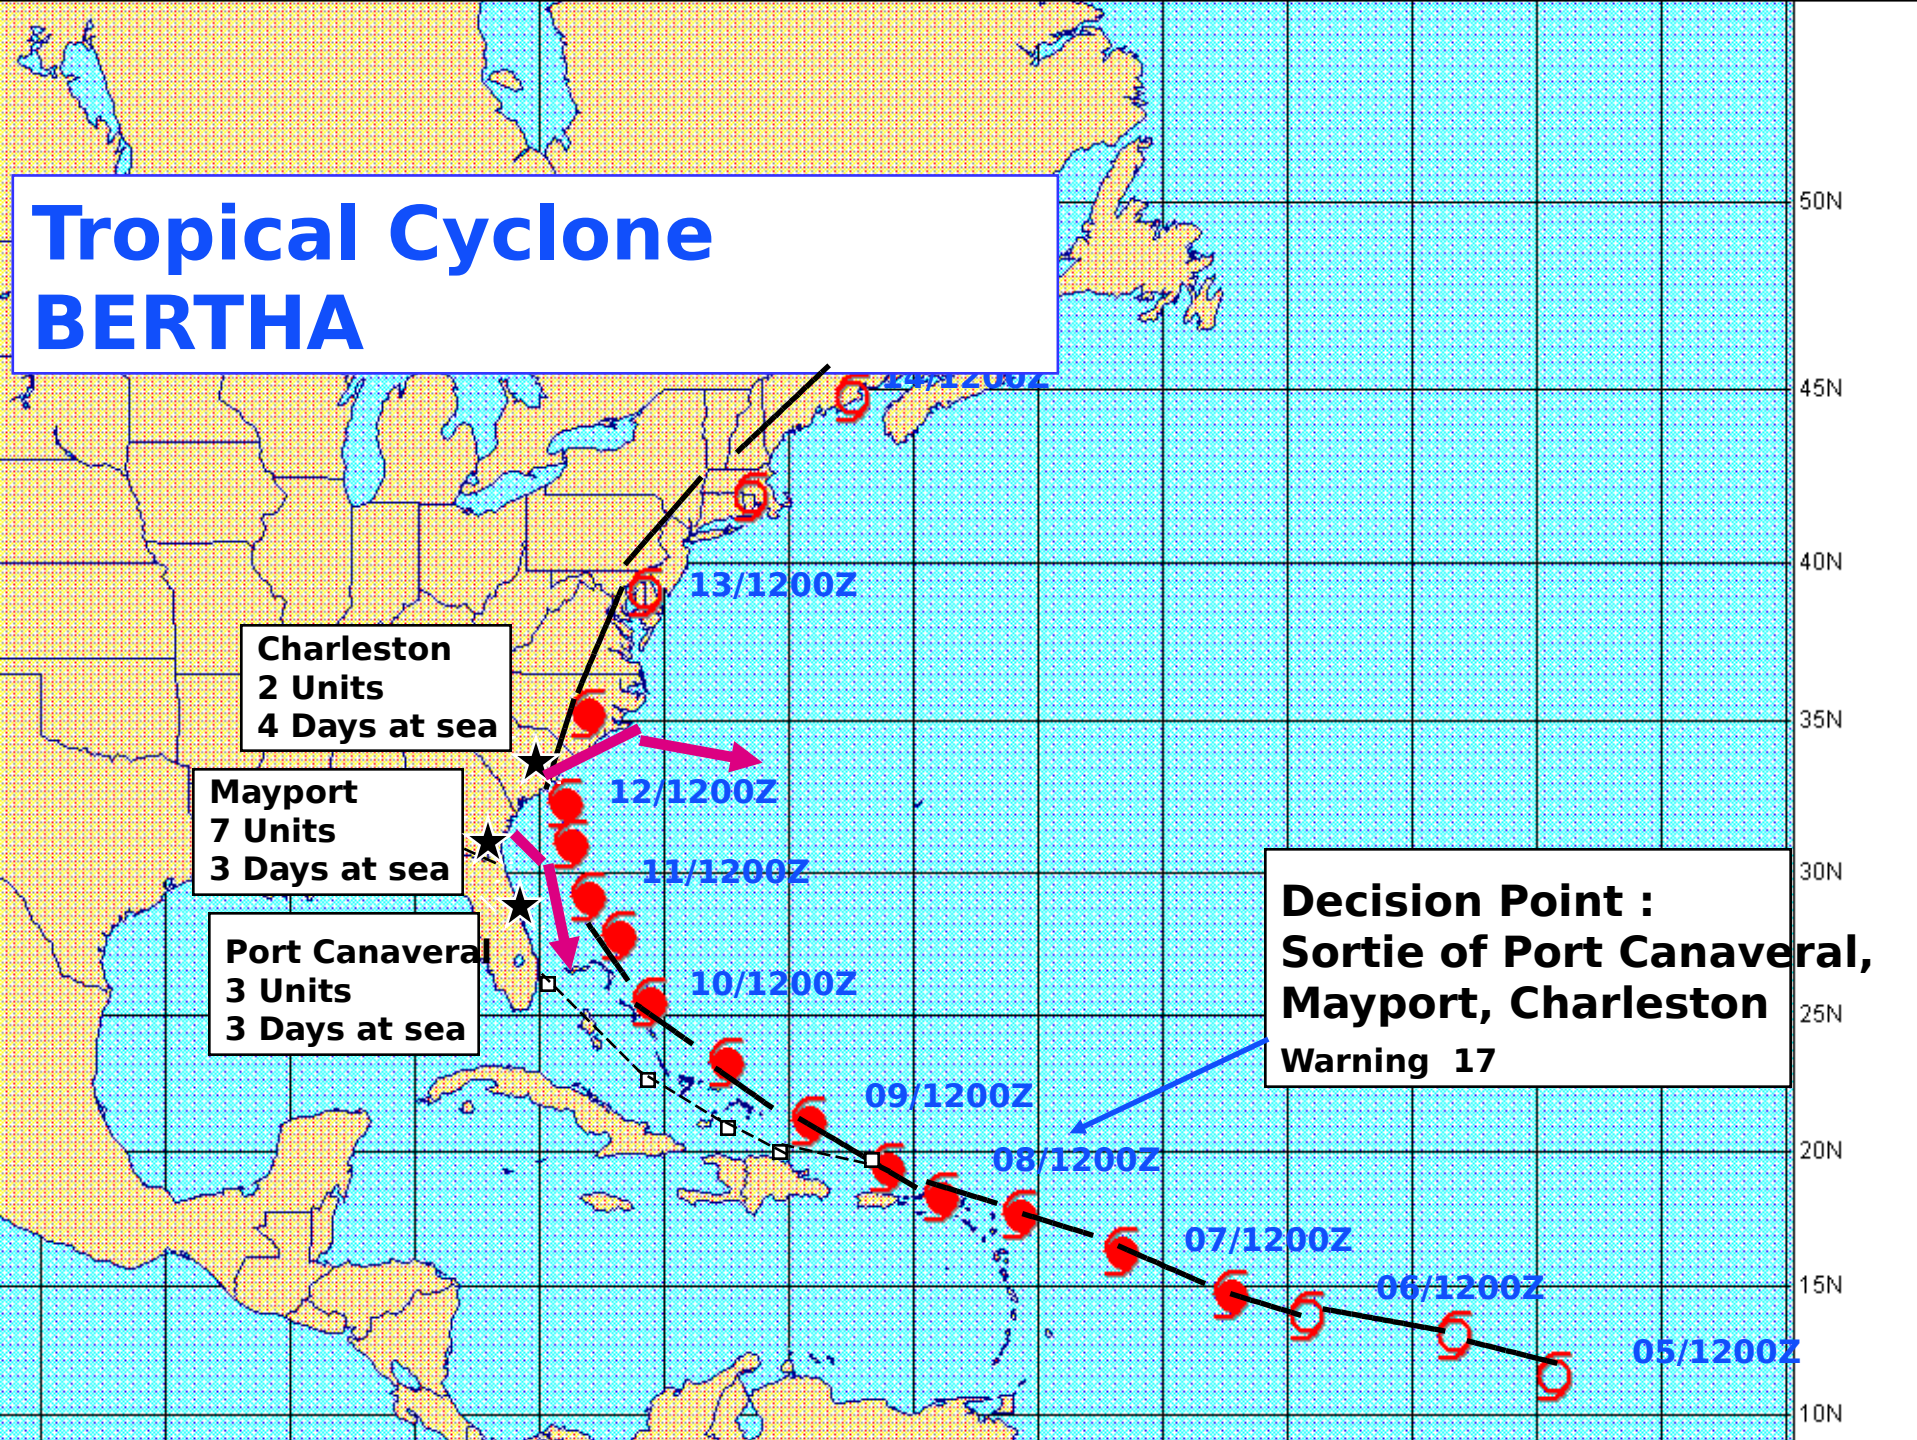 Tropical Cyclone
BERTHA
50N
14/1200Z
45N
40N
13/1200Z
Charleston
2 Units
4 Days at sea
35N
12/1200Z
Mayport
7 Units
3 Days at sea
11/1200Z
30N
Decision Point :
Sortie of Port Canaveral,
Mayport, Charleston
Warning 17
Port Canaveral
3 Units
3 Days at sea
10/1200Z
25N
09/1200Z
08/1200Z
20N
07/1200Z
06/1200Z
15N
05/1200Z
10N